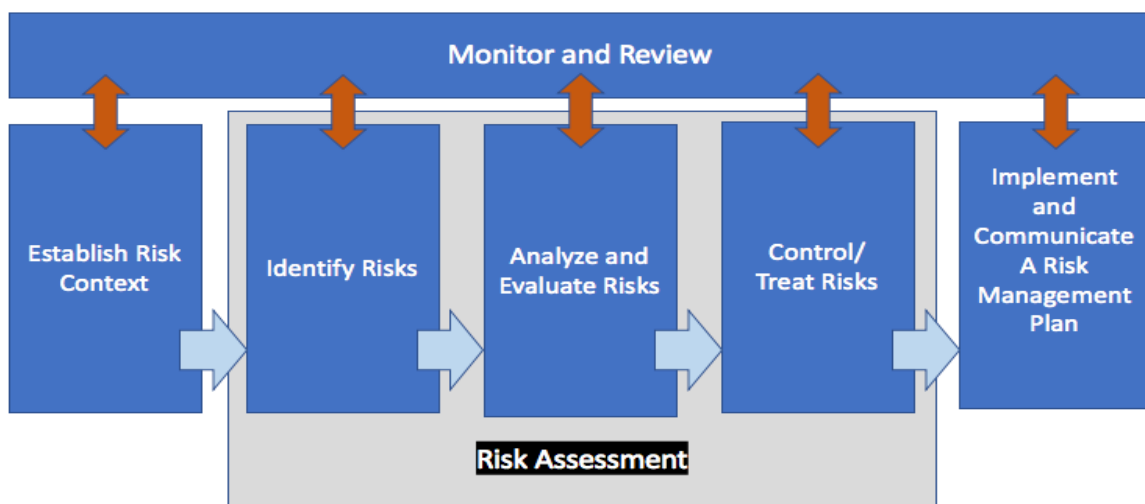 Monitor and Review
Establish Risk
Context
Identify Risks
Analyze and
Evaluate Risks
Control/
Treat Risks
Implement
and
Communicate
A Risk
Management
Plan
Risk Assessment